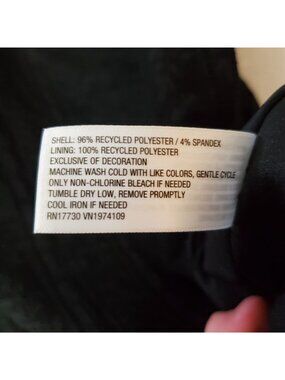 SHELL: 96% RECYCLED POLYESTER / 4% SPANDEX
LINING: 100% RECYCLED POLYESTER
EXCLUSIVE OF DECORATION
MACHINE WASH COLD WITH LIKE COLORS, GENTLE CYCLE
ONLY NON-CHLORINE BLEACH IF NEEDED
TUMBLE DRY LOW, REMOVE PROMPTLY
COOL IRON IF NEEDED
RN17730 VN1974109